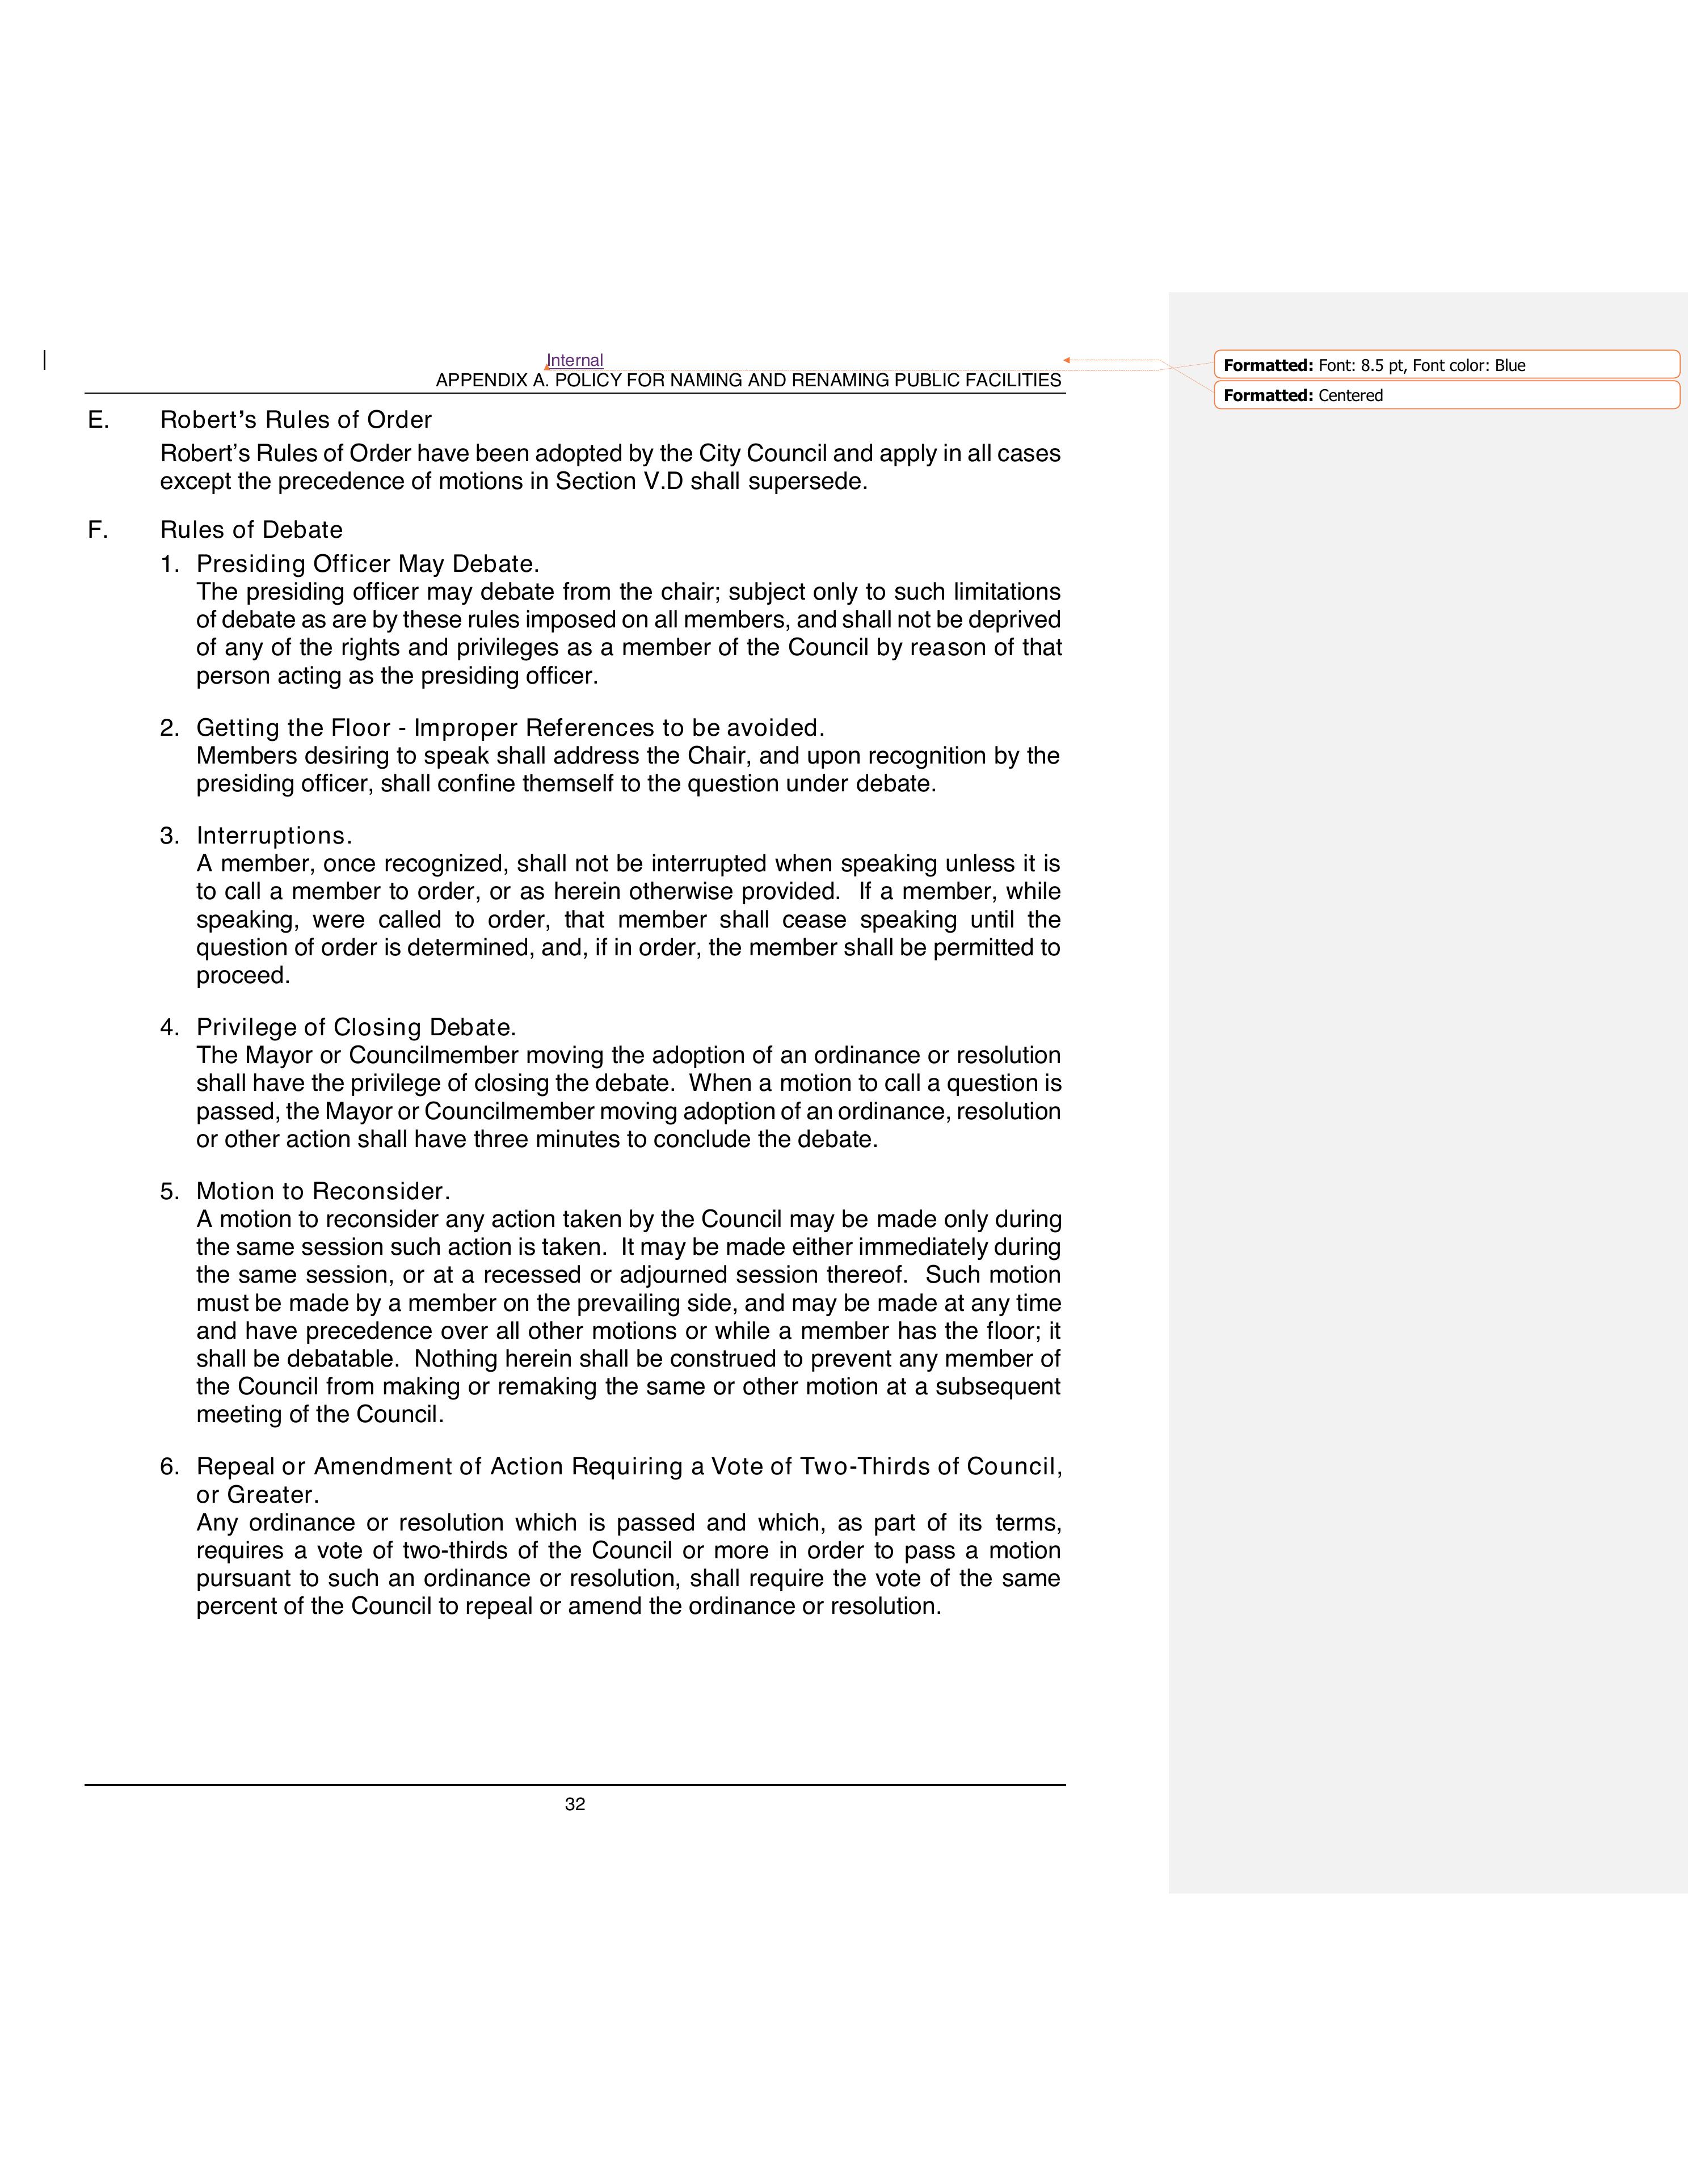 Internal
APPENDIX A. POLICY FOR NAMING AND RENAMING PUBLIC FACILITIES
Formatted: Font: 8.5 pt, Font color: Blue
Formatted: Centered
E. Robert’s Rules of Order
Robert’s Rules of Order have been adopted by the City Council and apply in all cases
except the precedence of motions in Section V.D shall supersede.
F. Rules of Debate
1. Presiding Officer May Debate.
The presiding officer may debate from the chair; subject only to such limitations
of debate as are by these rules imposed on all members, and shall not be deprived
of any of the rights and privileges as a member of the Council by reason of that
person acting as the presiding officer.
2. Getting the Floor - Improper References to be avoided.
Members desiring to speak shall address the Chair, and upon recognition by the
presiding officer, shall confine themself to the question under debate.
3. Interruptions.
A member, once recognized, shall not be interrupted when speaking unless it is
to call a member to order, or as herein otherwise provided. If a member, while
speaking, were called to order, that member shall cease speaking until the
question of order is determined, and, if in order, the member shall be permitted to
proceed.
4. Privilege of Closing Debate.
The Mayor or Councilmember moving the adoption of an ordinance or resolution
shall have the privilege of closing the debate. When a motion to call a question is
passed, the Mayor or Councilmember moving adoption of an ordinance, resolution
or other action shall have three minutes to conclude the debate.
5. Motion to Reconsider.
A motion to reconsider any action taken by the Council may be made only during
the same session such action is taken. It may be made either immediately during
the same session, or at a recessed or adjourned session thereof. Such motion
must be made by a member on the prevailing side, and may be made at any time
and have precedence over all other motions or while a member has the floor; it
shall be debatable. Nothing herein shall be construed to prevent any member of
the Council from making or remaking the same or other motion at a subsequent
meeting of the Council.
6. Repeal or Amendment of Action Requiring a Vote of Two-Thirds of Council,
or Greater.
Any ordinance or resolution which is passed and which, as part of its terms,
requires a vote of two-thirds of the Council or more in order to pass a motion
pursuant to such an ordinance or resolution, shall require the vote of the same
percent of the Council to repeal or amend the ordinance or resolution.
32